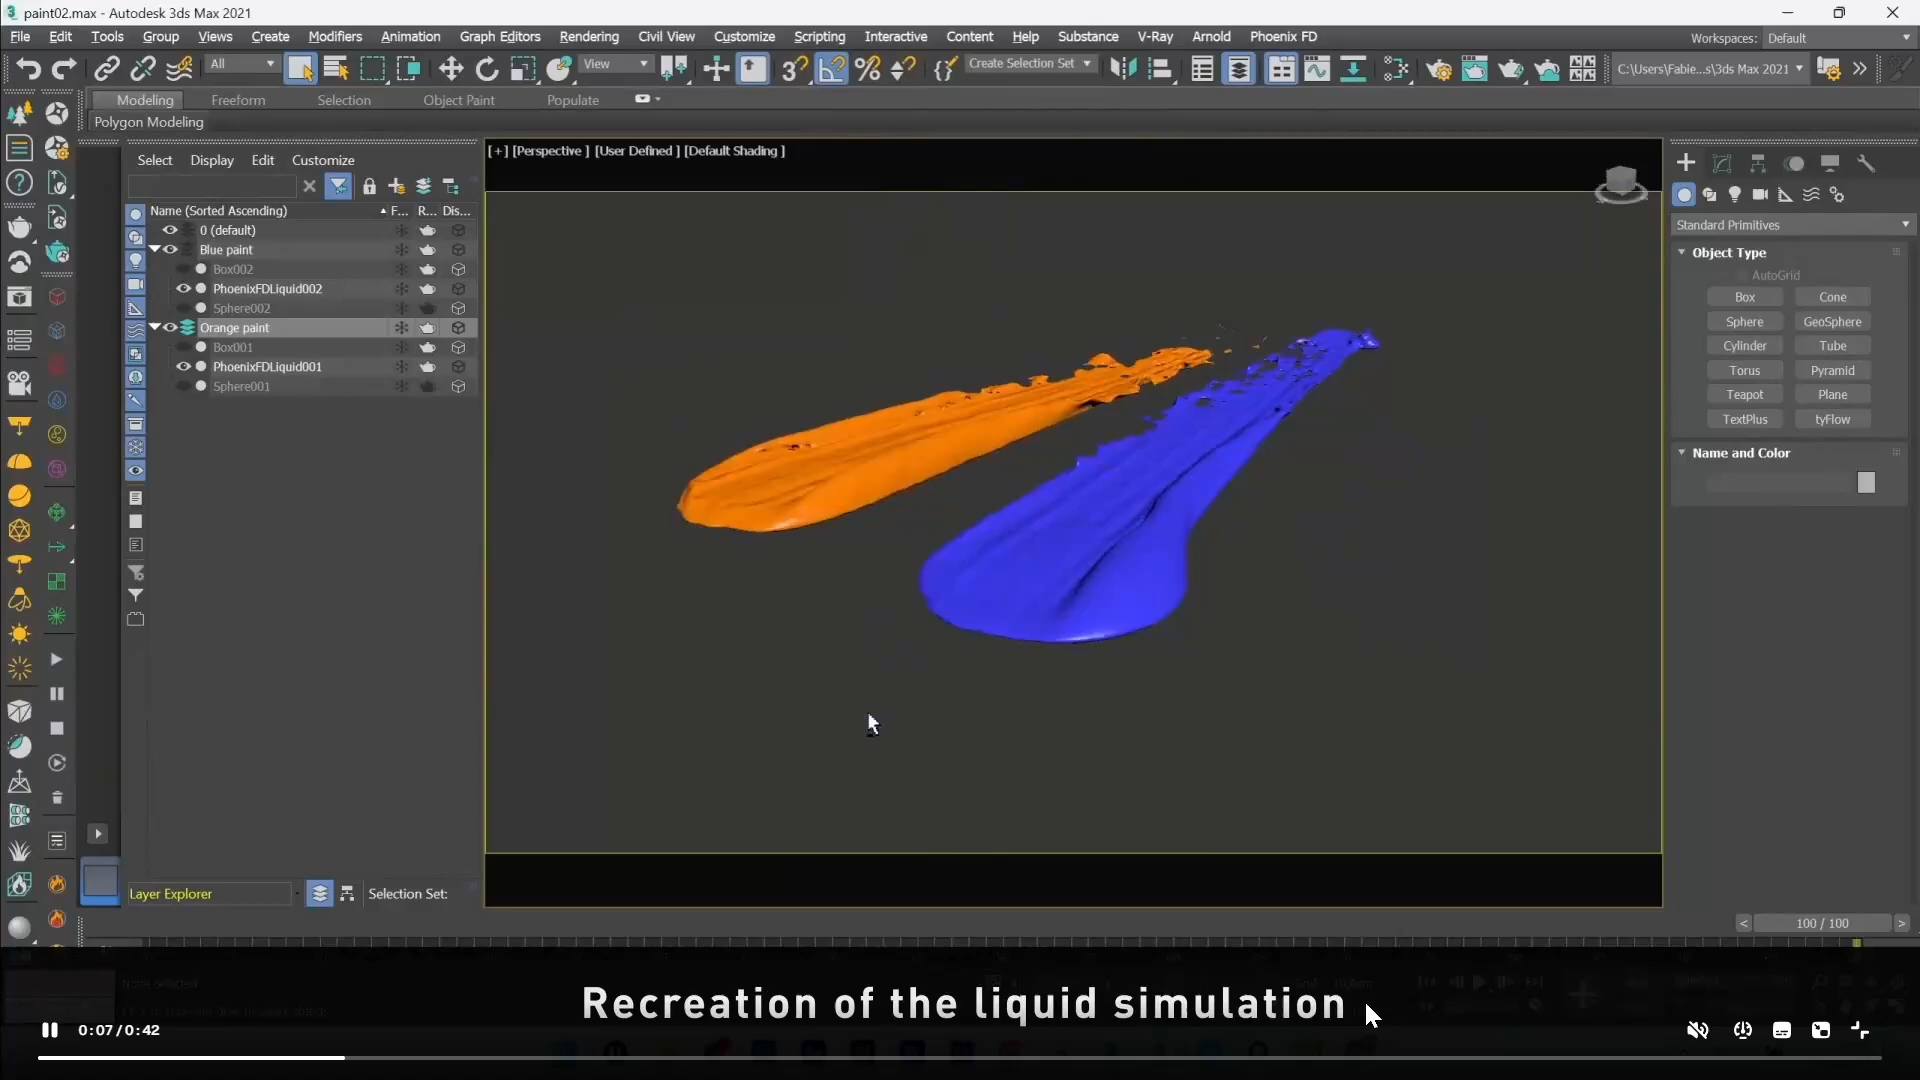 paint02.max - Autodesk 3ds Max 2021
File Edit Tools Group Views Create Modifiers Animation Graph Editors Rendering Civil View Customize Scripting Interactive Content Help Substance V-Ray Arnold Phoenix FD
Workspaces: Default
All View Create Selection Set C:\Users\Fabie...s\3ds Max 2021
Modeling Freeform Selection Object Paint Populate
Polygon Modeling
Select Display Edit Customize
[+] [Perspective ] [User Defined ] [Default Shading ]
Name (Sorted Ascending) F... R... Dis...
0 (default)
Blue paint
Box002
PhoenixFDLiquid002
Sphere002
Orange paint
Box001
PhoenixFDLiquid001
Sphere001
Standard Primitives
Object Type
AutoGrid
Box Cone
Sphere GeoSphere
Cylinder Tube
Torus Pyramid
Teapot Plane
TextPlus tyFlow
Name and Color
Layer Explorer Selection Set:
< 100 / 100 >
Recreation of the liquid simulation
0:07/0:42